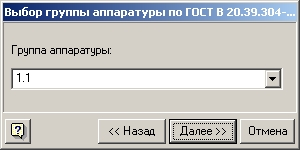 Выбор группы аппаратуры по ГОСТ В 20.39.304-...
Группа аппаратуры:
1.1
?
<< Назад
Далее >>
Отмена